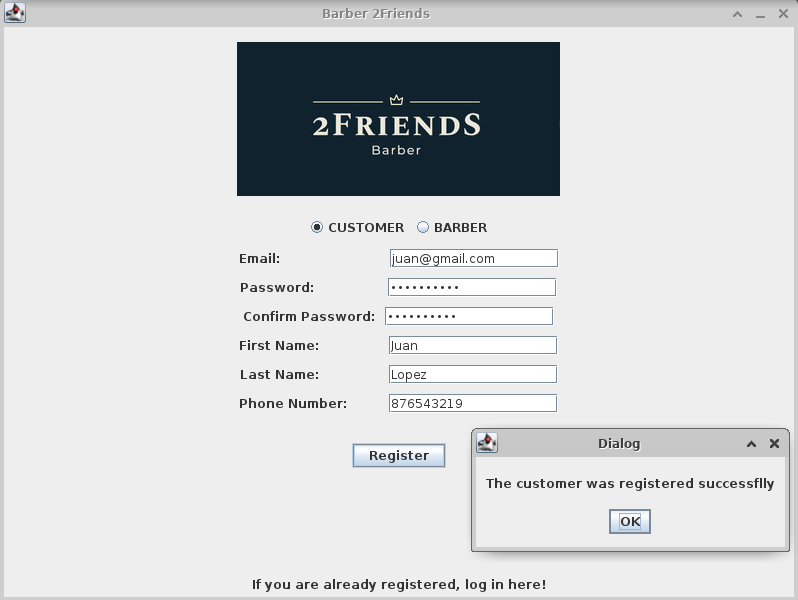 Barber 2Friends
2FRIENDS
Barber
CUSTOMER BARBER
Email: juan@gmail.com
Password: ••••••••••
Confirm Password: ••••••••••
First Name: Juan
Last Name: Lopez
Phone Number: 876543219
Register
Dialog
The customer was registered successflly
OK
If you are already registered, log in here!